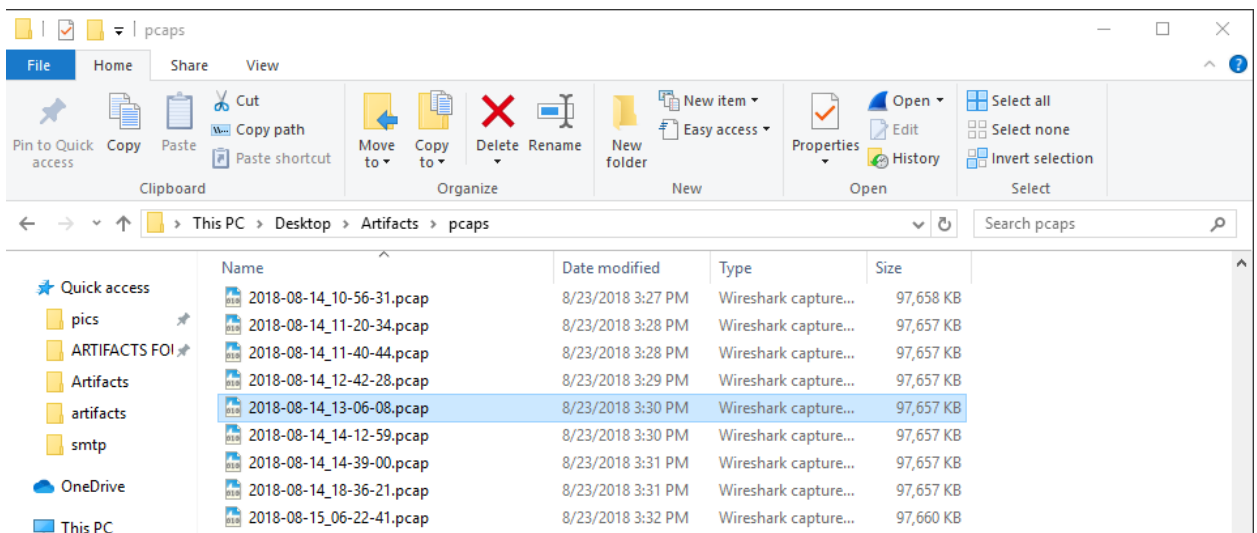 pcaps
File Home Share View
Pin to Quick access
Copy
Paste
Cut
Copy path
Paste shortcut
Clipboard
Move to
Copy to
Delete
Rename
Organize
New folder
New item
Easy access
New
Properties
Open
Edit
History
Open
Select all
Select none
Invert selection
Select
This PC > Desktop > Artifacts > pcaps
Search pcaps
Quick access
pics
ARTIFACTS FOU
Artifacts
artifacts
smtp
OneDrive
This PC
Name Date modified Type Size
2018-08-14_10-56-31.pcap 8/23/2018 3:27 PM Wireshark capture... 97,658 KB
2018-08-14_11-20-34.pcap 8/23/2018 3:28 PM Wireshark capture... 97,657 KB
2018-08-14_11-40-44.pcap 8/23/2018 3:28 PM Wireshark capture... 97,657 KB
2018-08-14_12-42-28.pcap 8/23/2018 3:29 PM Wireshark capture... 97,657 KB
2018-08-14_13-06-08.pcap 8/23/2018 3:30 PM Wireshark capture... 97,657 KB
2018-08-14_14-12-59.pcap 8/23/2018 3:30 PM Wireshark capture... 97,657 KB
2018-08-14_14-39-00.pcap 8/23/2018 3:31 PM Wireshark capture... 97,657 KB
2018-08-14_18-36-21.pcap 8/23/2018 3:31 PM Wireshark capture... 97,657 KB
2018-08-15_06-22-41.pcap 8/23/2018 3:32 PM Wireshark capture... 97,660 KB